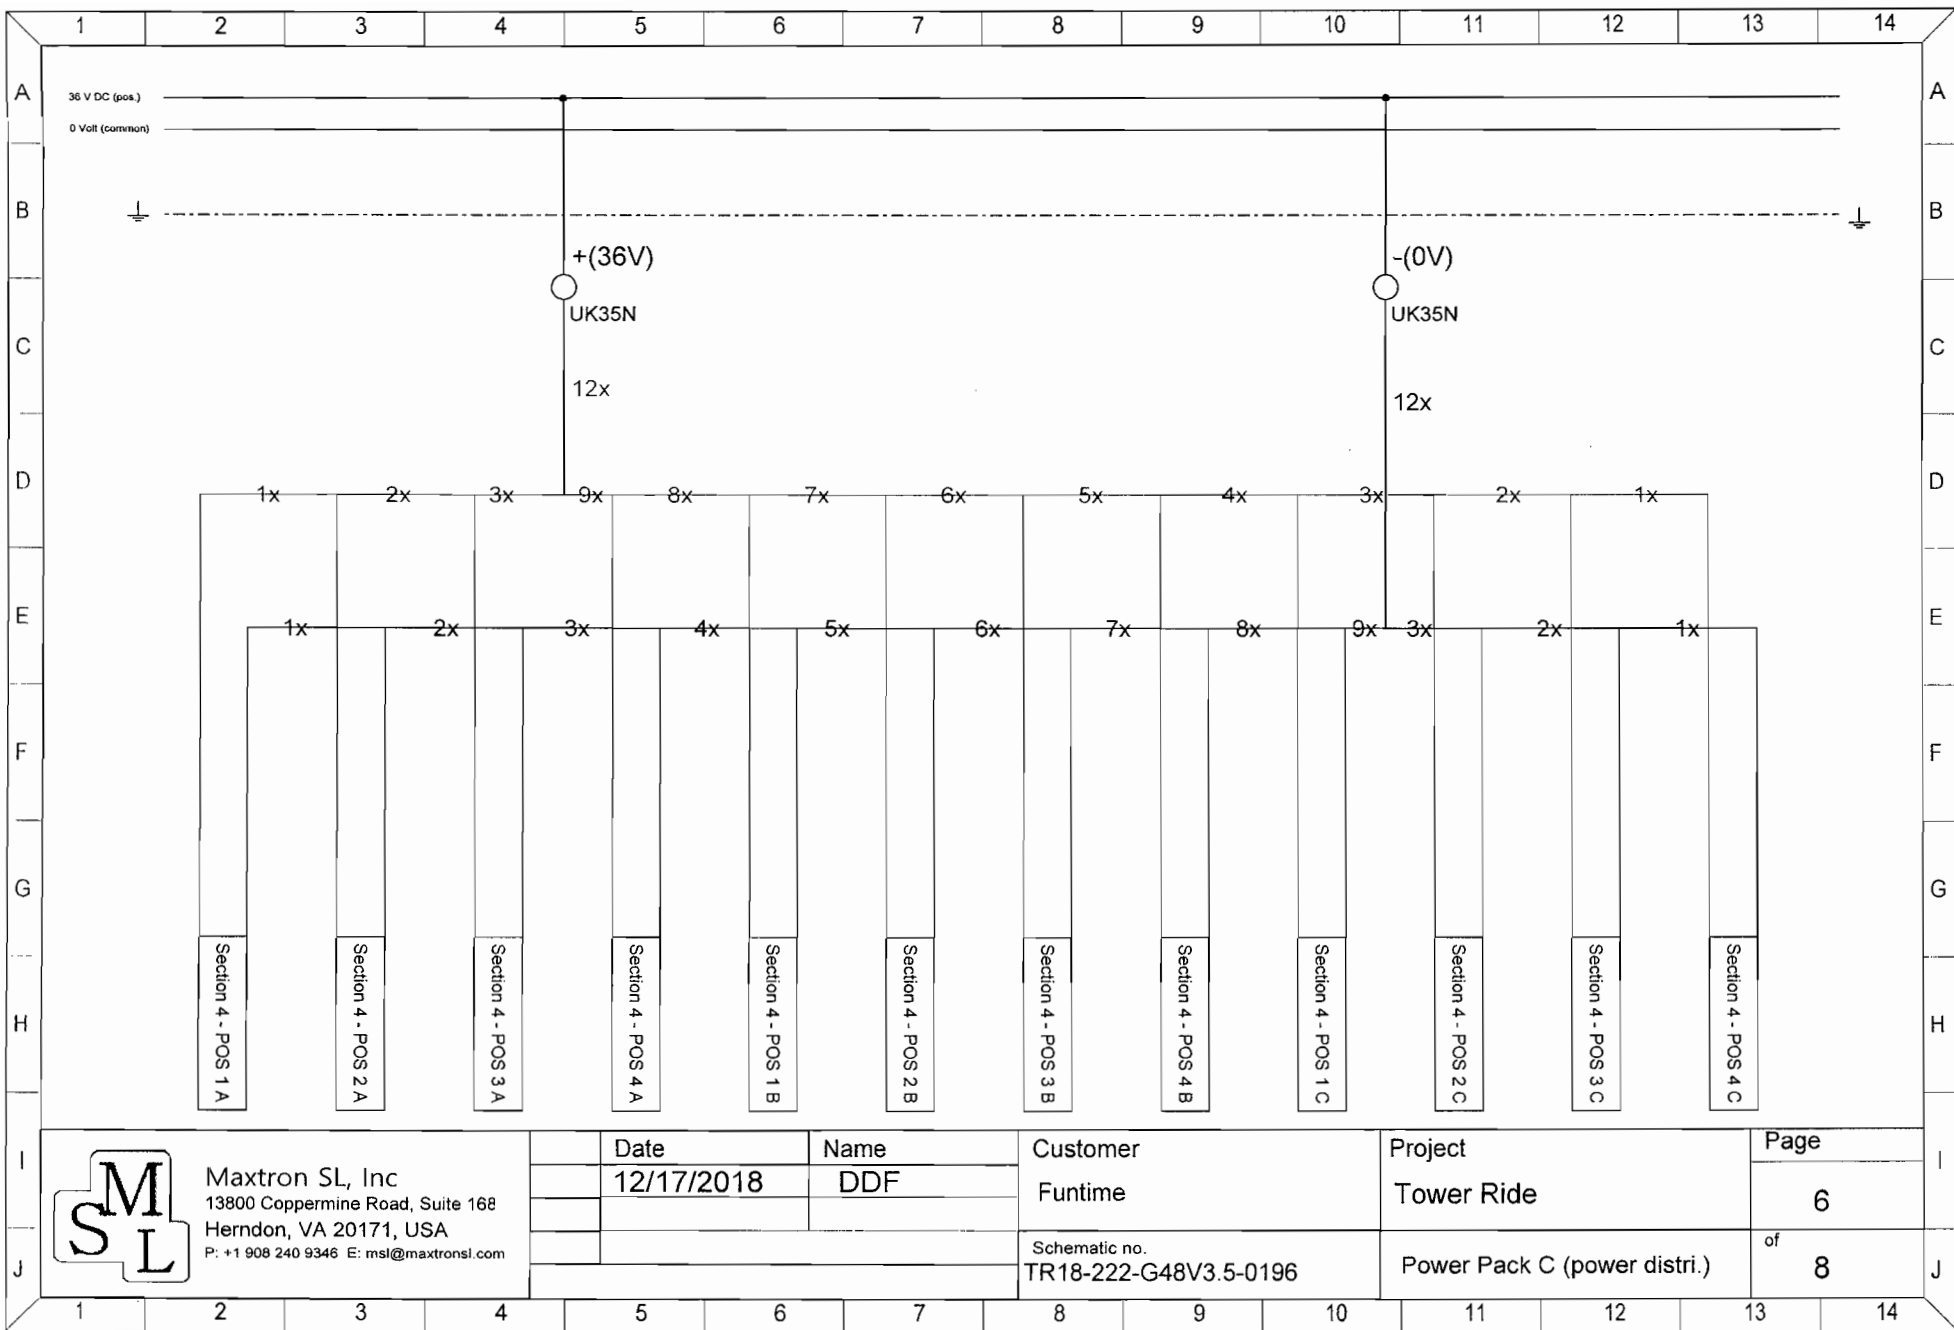 1 2 3 4 5 6 7 8 9 10 11 12 13 14
A A
36 V DC (pos.)
0 Volt (common)
B B
+(36V) -(0V)
UK35N UK35N
C C
12x 12x
D D
1x 2x 3x 9x 8x 7x 6x 5x 4x 3x 2x 1x
E E
1x 2x 3x 4x 5x 6x 7x 8x 9x 3x 2x 1x
F F
G G
H H
Section 4 - POS 1 A
Section 4 - POS 2 A
Section 4 - POS 3 A
Section 4 - POS 4 A
Section 4 - POS 1 B
Section 4 - POS 2 B
Section 4 - POS 3 B
Section 4 - POS 4 B
Section 4 - POS 1 C
Section 4 - POS 2 C
Section 4 - POS 3 C
Section 4 - POS 4 C
I I
J J
M
S L
Maxtron SL, Inc
13800 Coppermine Road, Suite 168
Herndon, VA 20171, USA
P: +1 908 240 9346 E: msl@maxtronsl.com
Date Name
12/17/2018 DDF
Customer
Funtime
Schematic no.
TR18-222-G48V3.5-0196
Project
Tower Ride
Power Pack C (power distri.)
Page
6
of
8
1 2 3 4 5 6 7 8 9 10 11 12 13 14